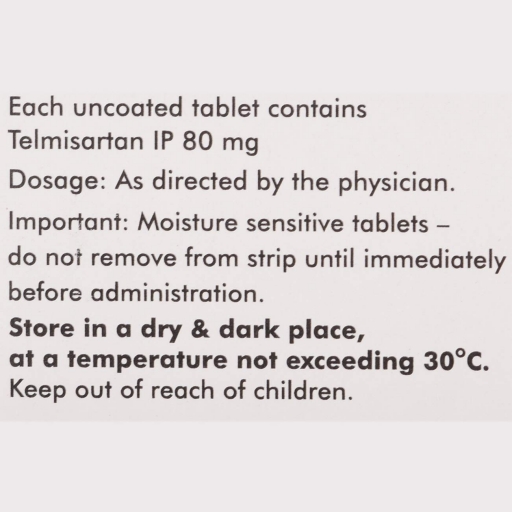 Each uncoated tablet contains
Telmisartan IP 80 mg
Dosage: As directed by the physician.
Important: Moisture sensitive tablets –
do not remove from strip until immediately
before administration.
Store in a dry & dark place,
at a temperature not exceeding 30°C.
Keep out of reach of children.